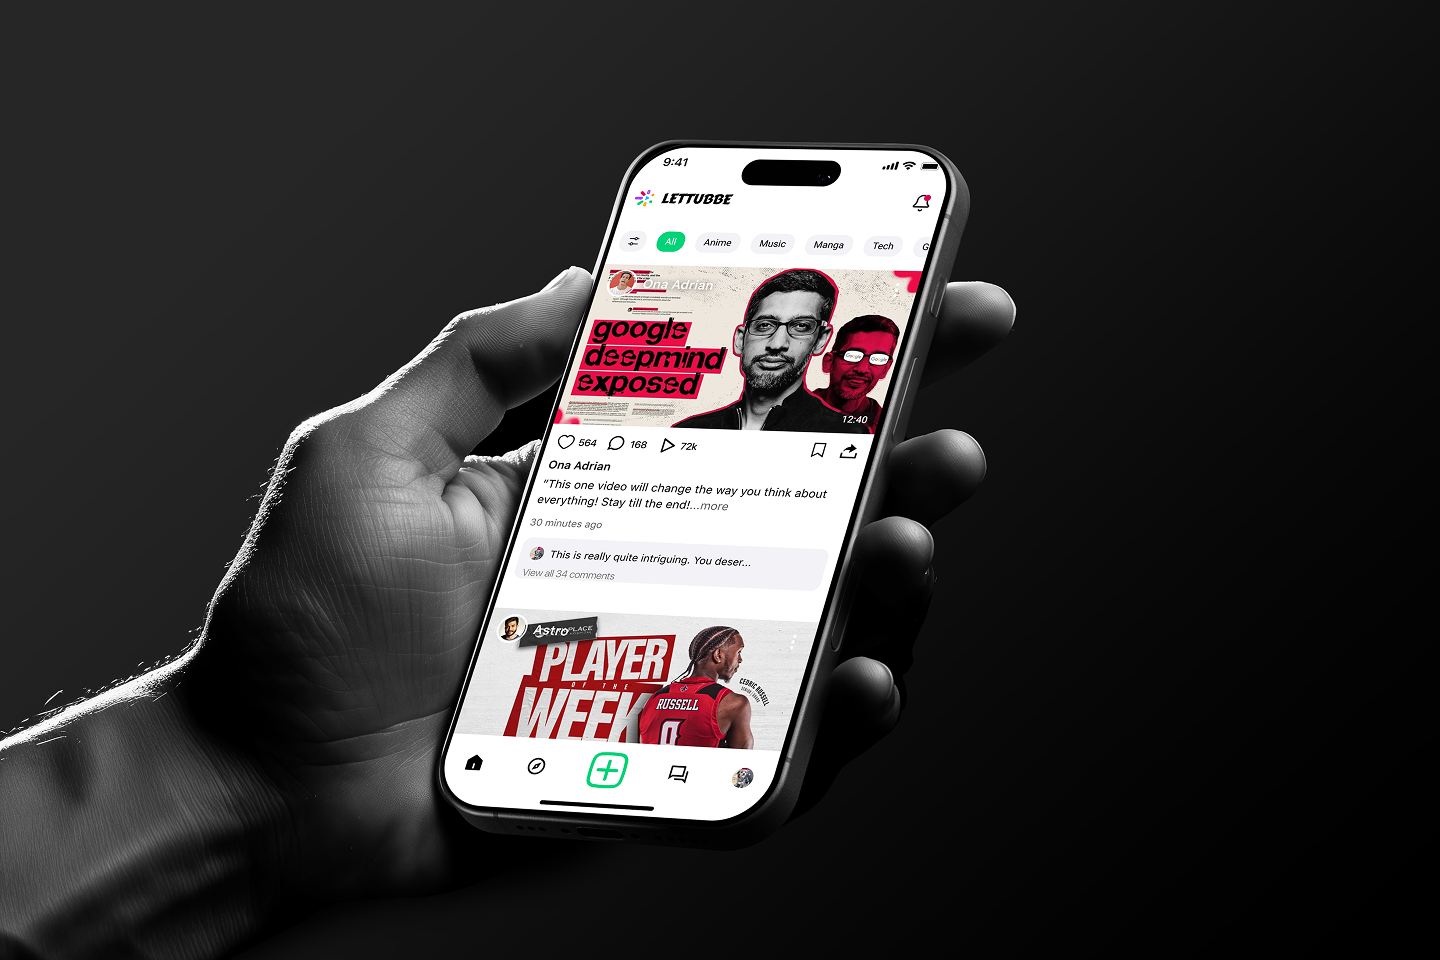 9:41
LETTUBBE
All
Anime
Music
Manga
Tech
G
Ona Adrian
google
deepmind
exposed
Google
Google
12:40
564
168
72k
Ona Adrian
“This one video will change the way you think about
everything! Stay till the end!...more
30 minutes ago
This is really quite intriguing. You deser...
View all 34 comments
Astro
PLACE
PLAYER
OF THE
WEEK
CEDRIC RUSSELL
RUSSELL
0